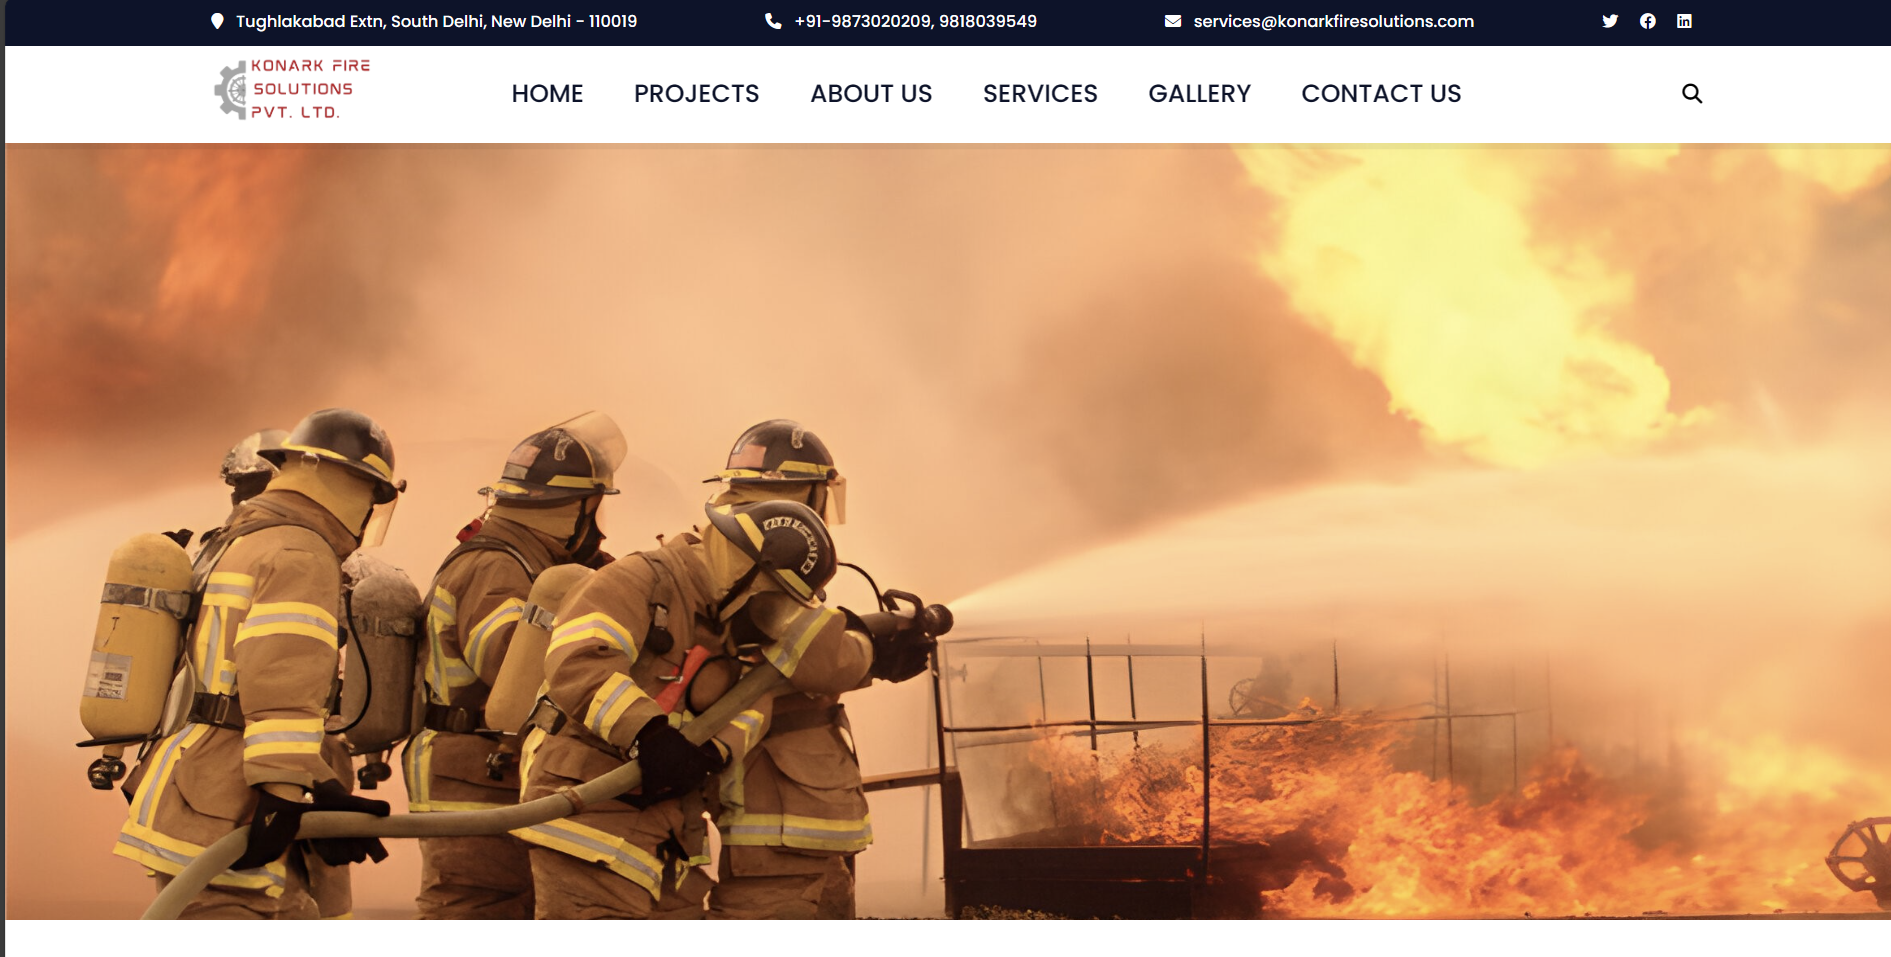 Tughlakabad Extn, South Delhi, New Delhi - 110019
+91-9873020209, 9818039549
services@konarkfiresolutions.com
KONARK FIRE
SOLUTIONS
PVT. LTD.
HOME
PROJECTS
ABOUT US
SERVICES
GALLERY
CONTACT US